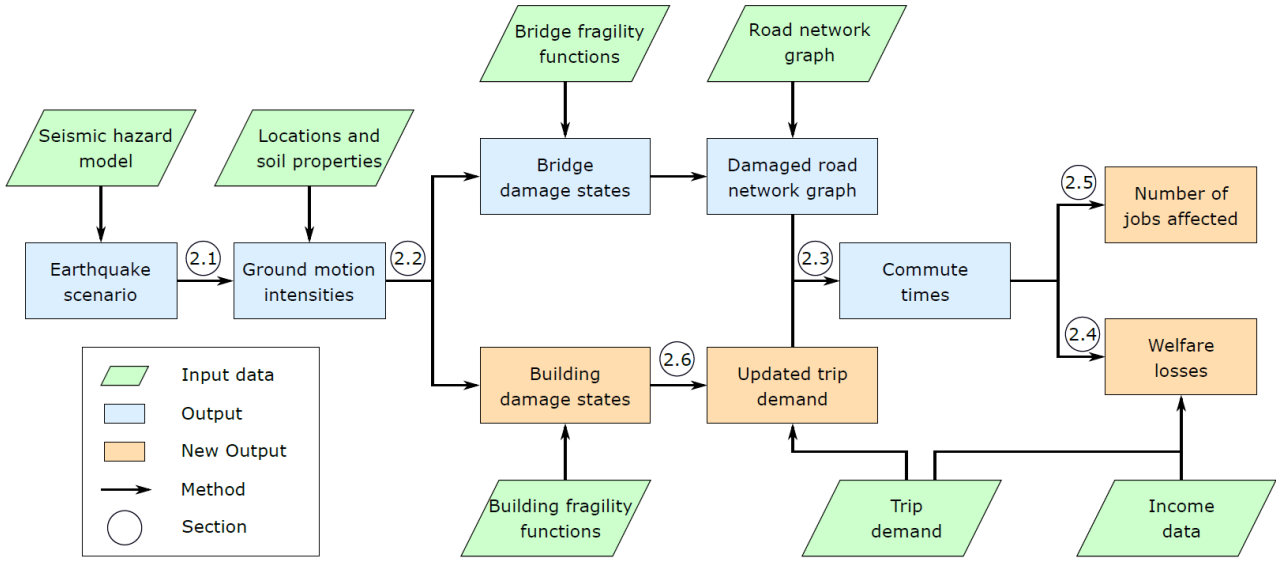 Bridge fragility
functions
Road network
graph
Seismic hazard
model
Locations and
soil properties
Bridge
damage states
Damaged road
network graph
2.5
Number of
jobs affected
Earthquake
scenario
2.1
Ground motion
intensities
2.2
2.3
Commute
times
2.4
Welfare
losses
Building
damage states
2.6
Updated trip
demand
Input data
Output
New Output
Method
Section
Building fragility
functions
Trip
demand
Income
data